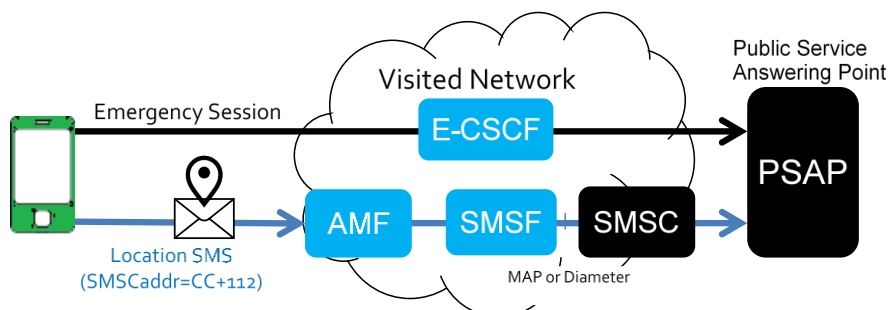 Public Service
Answering Point
Visited Network
Emergency Session
E-CSCF
PSAP
AMF
SMSF
SMSC
Location SMS
(SMSCaddr=CC+112)
MAP or Diameter